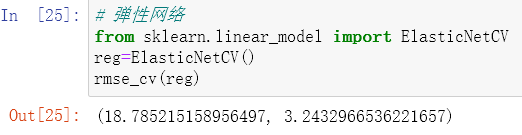 In [25]: # 弹性网络
from sklearn.linear_model import ElasticNetCV
reg=ElasticNetCV()
rmse_cv(reg)
Out[25]: (18.785215158956497, 3.2432966536221657)